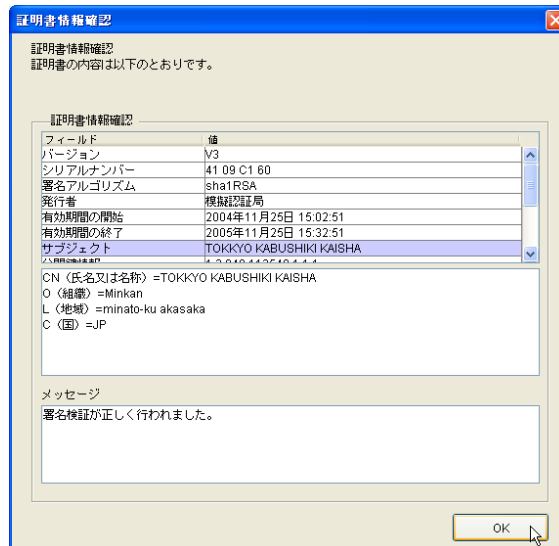 証明書情報確認
証明書情報確認
証明書の内容は以下のとおりです。
証明書情報確認
フィールド 値
バージョン V3
シリアルナンバー 41 09 C1 60
署名アルゴリズム sha1RSA
発行者 模擬認証局
有効期間の開始 2004年11月25日 15:02:51
有効期間の終了 2005年11月25日 15:32:51
サブジェクト TOKKYO KABUSHIKI KAISHA
CN（氏名又は名称）=TOKKYO KABUSHIKI KAISHA
O（組織）=Minkan
L（地域）=minato-ku akasaka
C（国）=JP
メッセージ
署名検証が正しく行われました。
OK